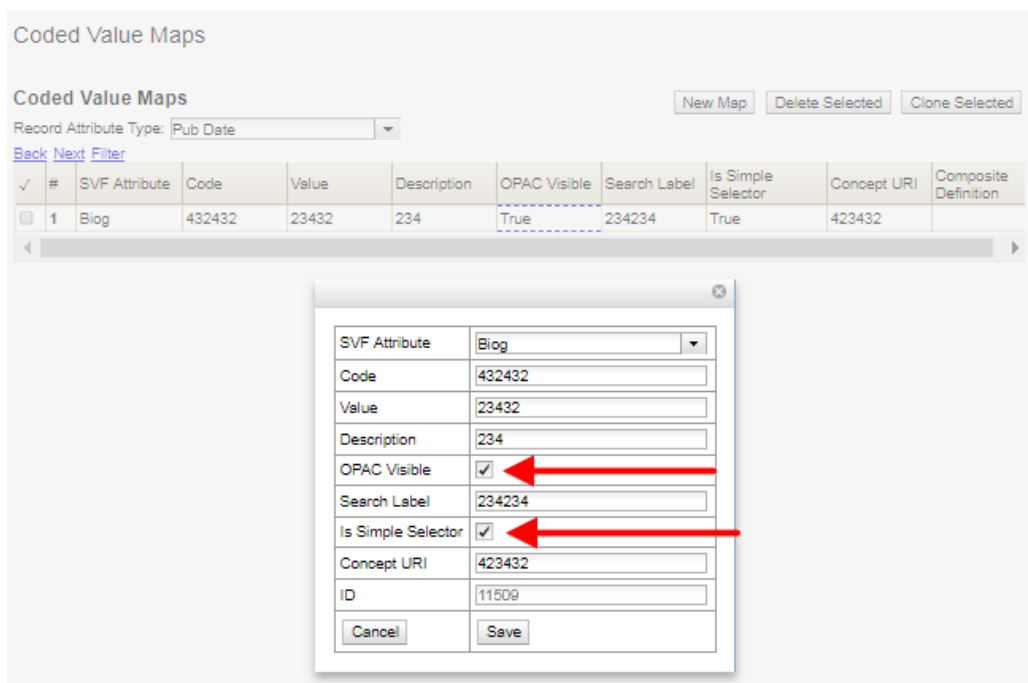 Coded Value Maps
Coded Value Maps
New Map Delete Selected Clone Selected
Record Attribute Type: Pub Date
Back Next Filter
✓ # SVF Attribute Code Value Description OPAC Visible Search Label Is Simple Selector Concept URI Composite Definition
1 Biog 432432 23432 234 True 234234 True 423432
SVF Attribute Biog
Code 432432
Value 23432
Description 234
OPAC Visible ✓
Search Label 234234
Is Simple Selector ✓
Concept URI 423432
ID 11509
Cancel Save